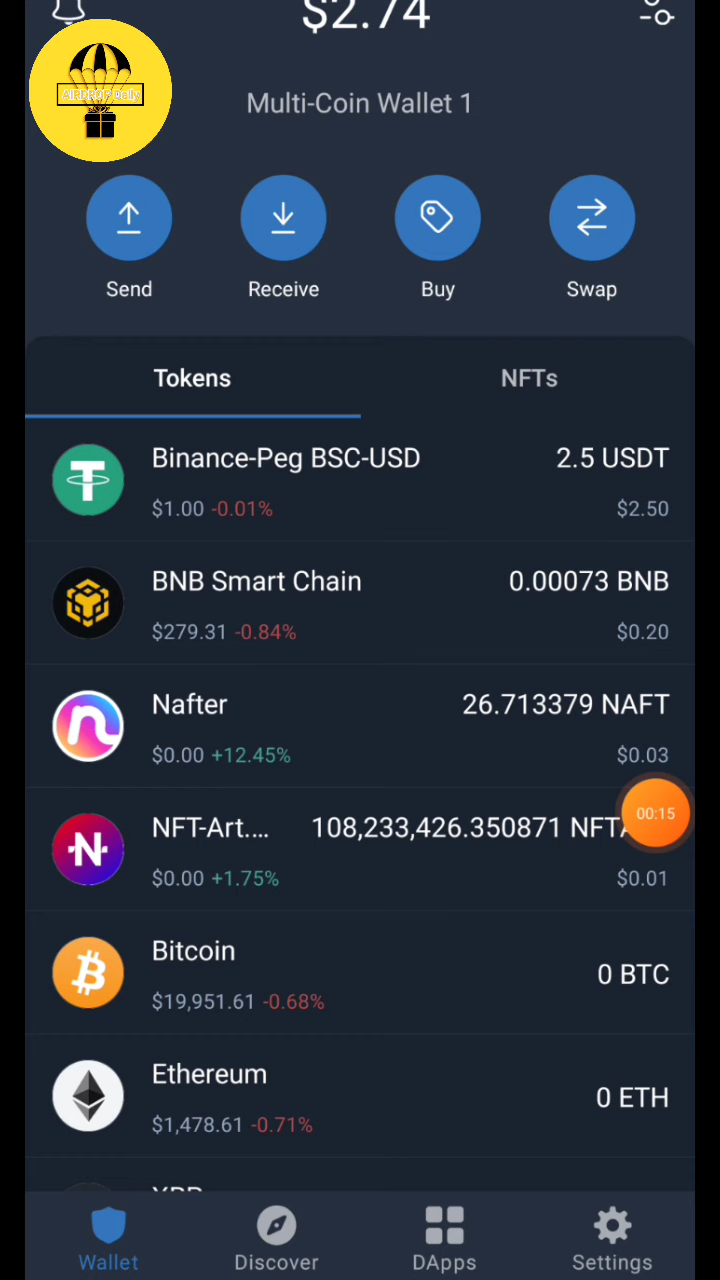 $2.74
AIRDROP Daily
Multi-Coin Wallet 1
Send Receive Buy Swap
Tokens NFTs
Binance-Peg BSC-USD 2.5 USDT
$1.00 -0.01% $2.50
BNB Smart Chain 0.00073 BNB
$279.31 -0.84% $0.20
Nafter 26.713379 NAFT
$0.00 +12.45% $0.03
00:15
NFT-Art.... 108,233,426.350871
$0.00 +1.75% $0.01
Bitcoin 0 BTC
$19,951.61 -0.68%
Ethereum 0 ETH
$1,478.61 -0.71%
Wallet Discover DApps Settings